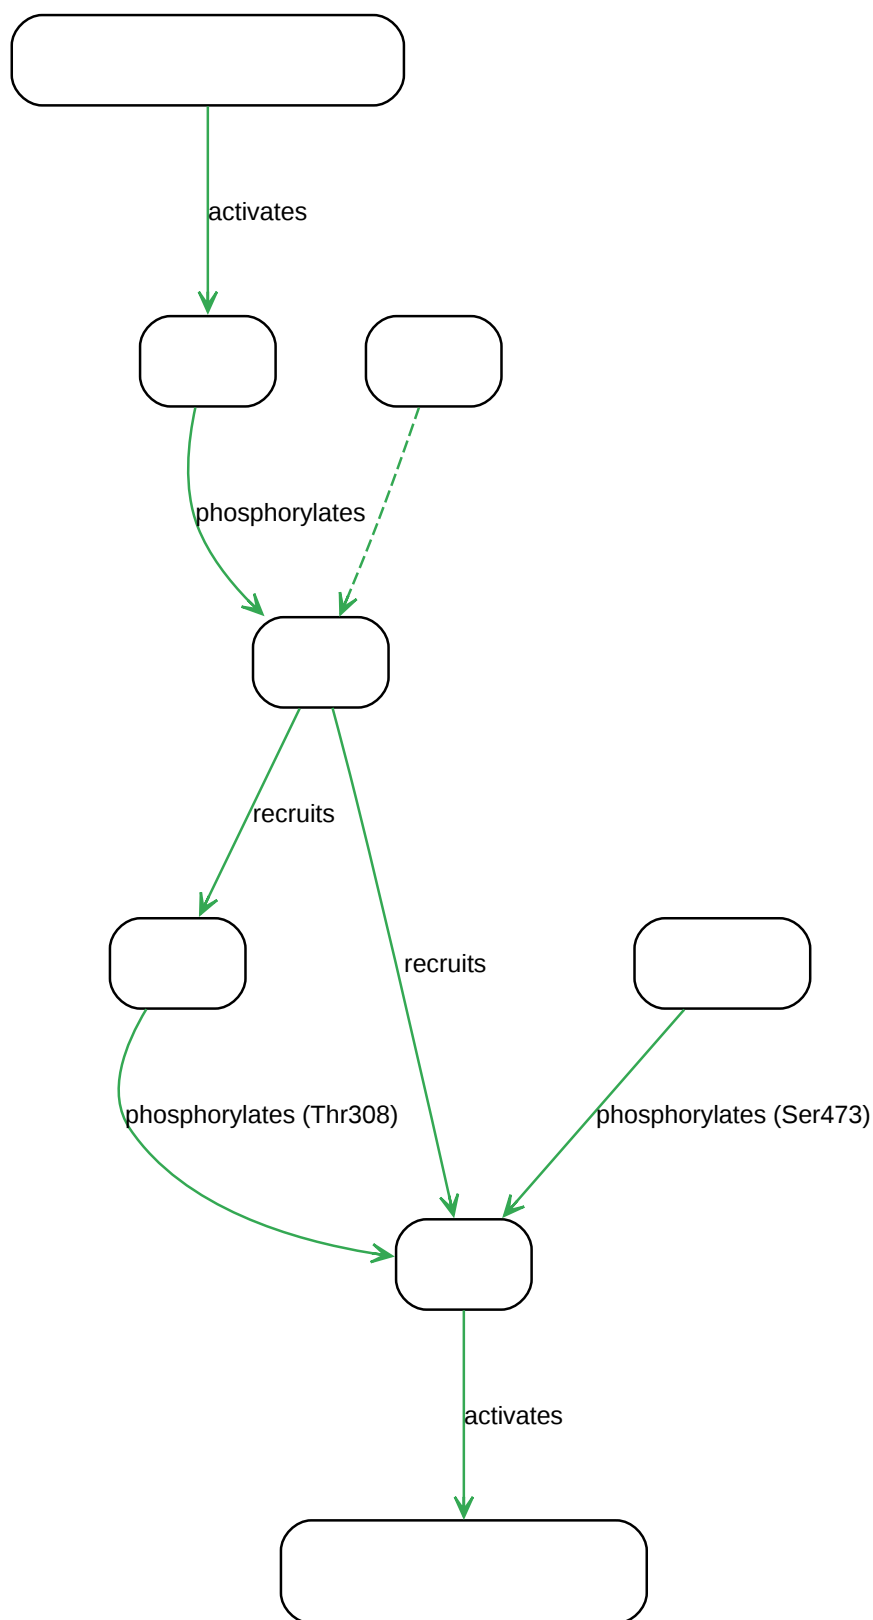 activates
phosphorylates
recruits
recruits
phosphorylates (Thr308)
phosphorylates (Ser473)
activates